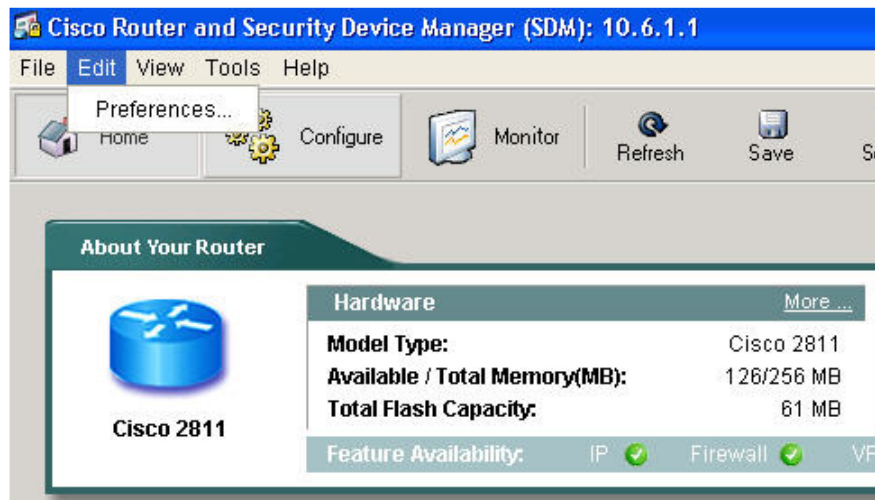 Cisco Router and Security Device Manager (SDM): 10.6.1.1
File Edit View Tools Help
Preferences...
Home Configure Monitor Refresh Save
About Your Router
Hardware More ...
Model Type: Cisco 2811
Available / Total Memory(MB): 126/256 MB
Total Flash Capacity: 61 MB
Cisco 2811
Feature Availability: IP Firewall